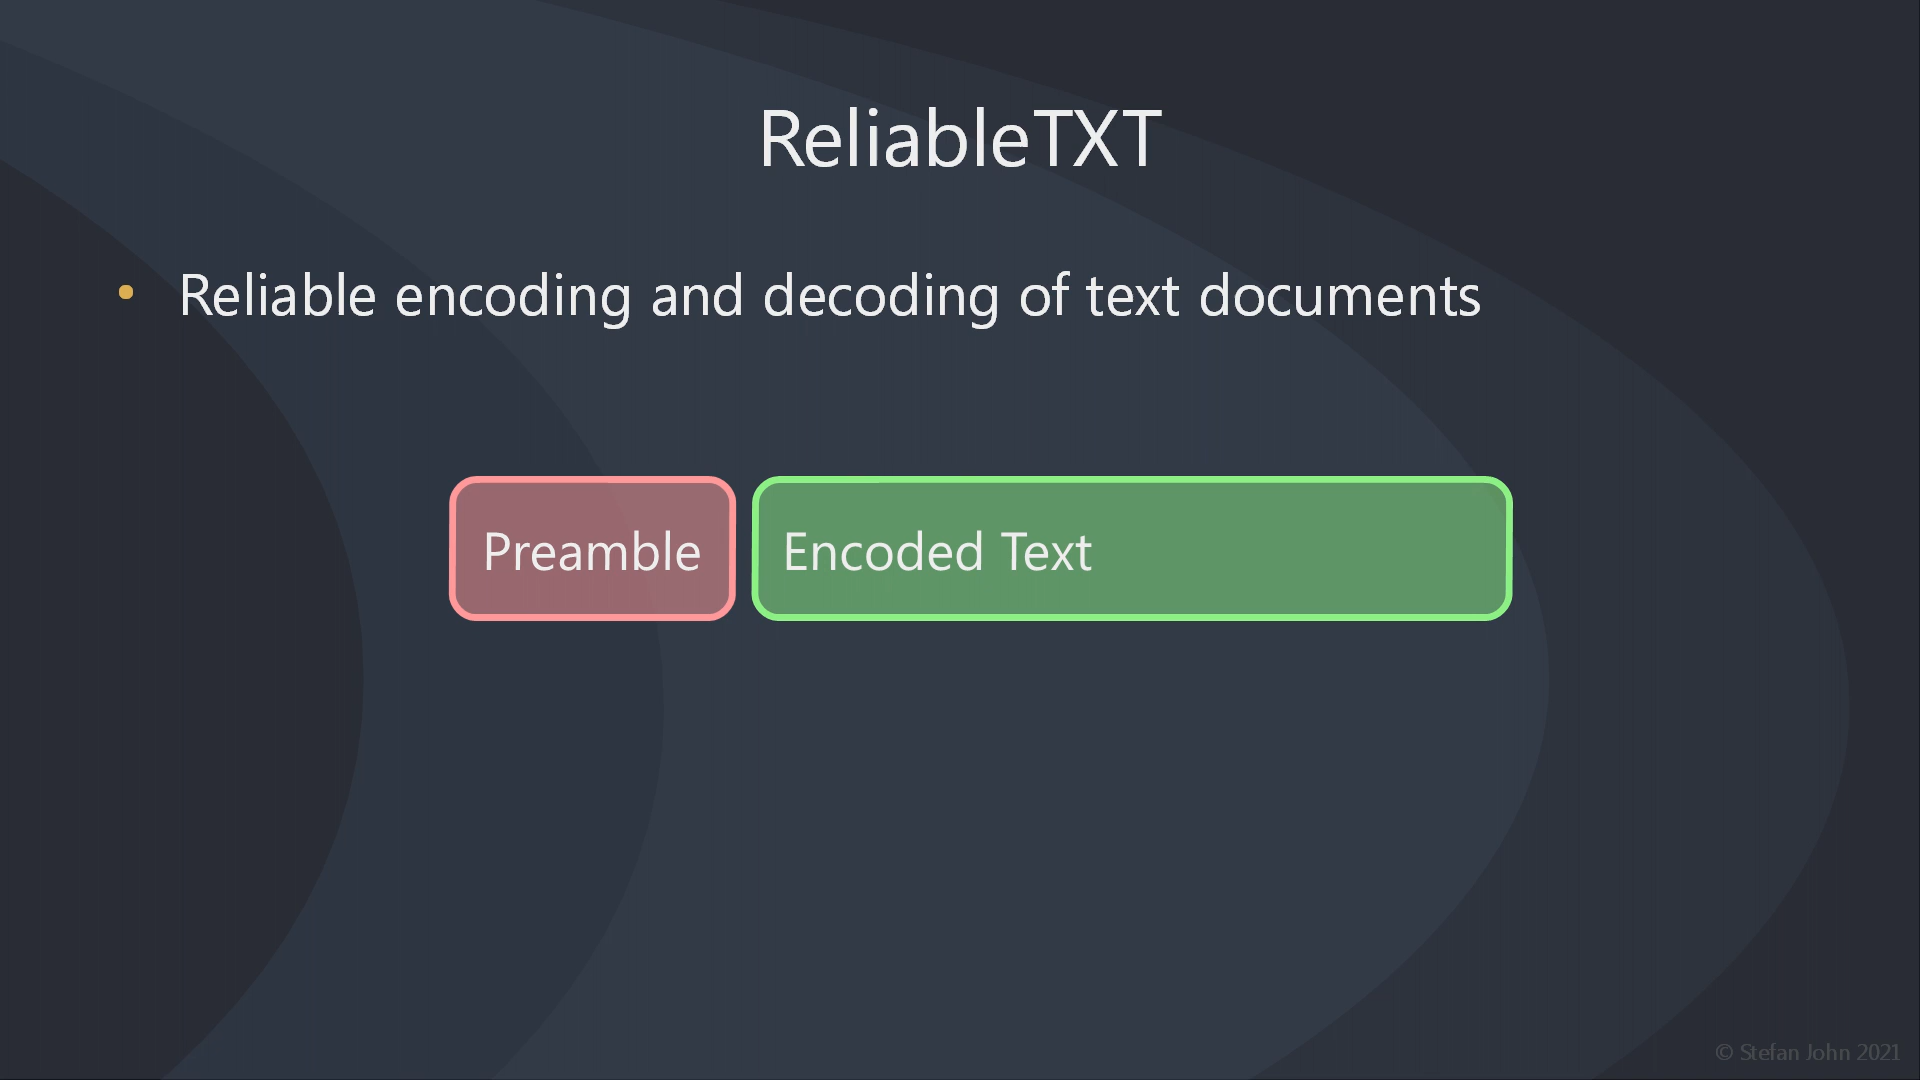 ReliableTXT
• Reliable encoding and decoding of text documents
Preamble
Encoded Text
© Stefan John 2021